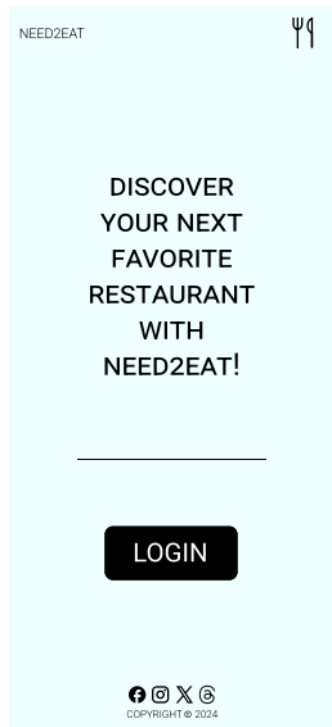 NEED2EAT
DISCOVER
YOUR NEXT
FAVORITE
RESTAURANT
WITH
NEED2EAT!
LOGIN
COPYRIGHT © 2024